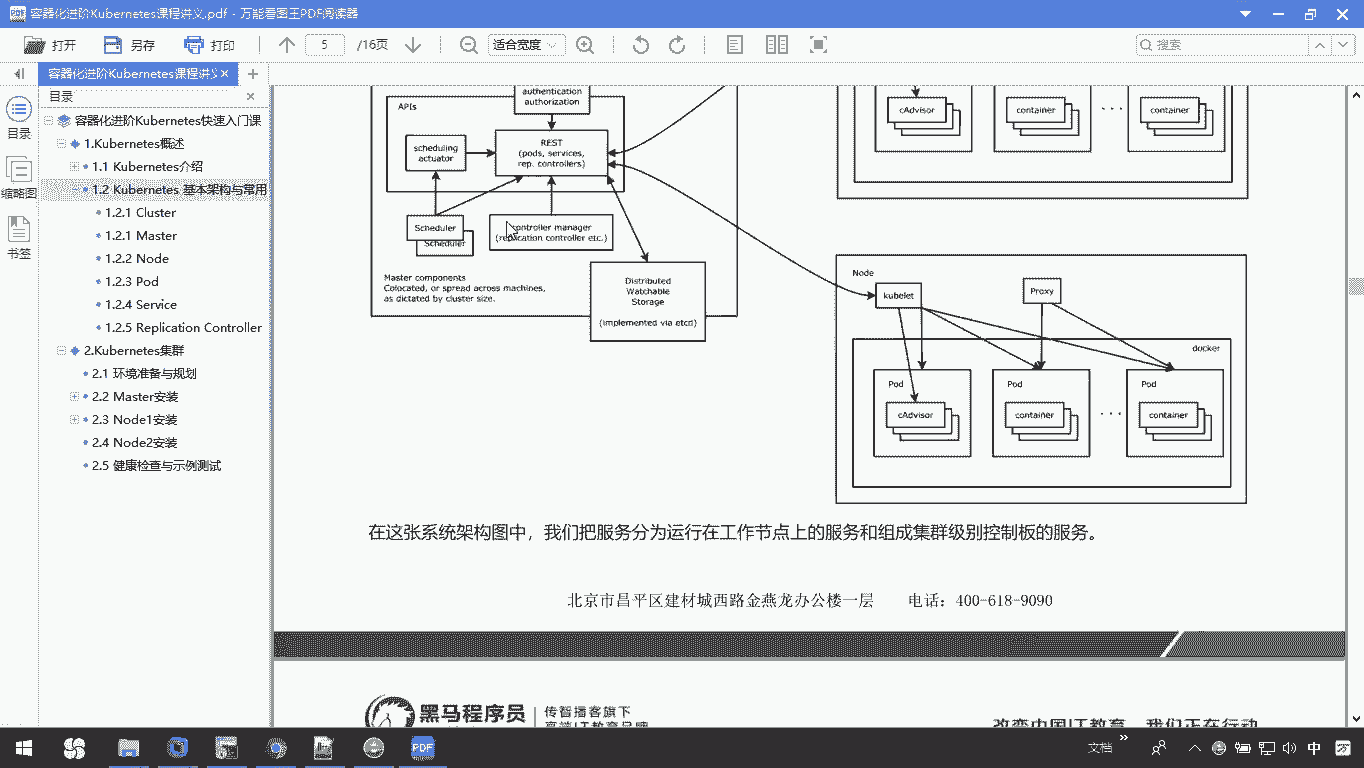 容器化进阶Kubernetes课程讲义.pdf - 万能看图王PDF阅读器
打开
另存
打印
5
/16页
适合宽度
搜索
容器化进阶Kubernetes课程讲义
目录
目录
缩略图
书签
容器化进阶Kubernetes快速入门课
1.Kubernetes概述
1.1 Kubernetes介绍
1.2 Kubernetes 基本架构与常用
1.2.1 Cluster
1.2.1 Master
1.2.2 Node
1.2.3 Pod
1.2.4 Service
1.2.5 Replication Controller
2.Kubernetes集群
2.1 环境准备与规划
2.2 Master安装
2.3 Node1安装
2.4 Node2安装
2.5 健康检查与示例测试
APIs
authentication
authorization
scheduling
actuator
REST
(pods, services,
rep. controllers)
Scheduler
Scheduler
controller manager
(replication controller etc.)
Master components
Colocated, or spread across machines,
as dictated by cluster size.
Distributed
Watchable
Storage
(implemented via etcd)
cAdvisor
container
· · ·
container
Node
kubelet
Proxy
docker
Pod
cAdvisor
Pod
container
· · ·
Pod
container
在这张系统架构图中，我们把服务分为运行在工作节点上的服务和组成集群级别控制板的服务。
北京市昌平区建材城西路金燕龙办公楼一层 电话：400-618-9090
黑马程序员
传智播客旗下
高端IT教育品牌
改变中国IT教育，我们正在行动
PDF
文档
中